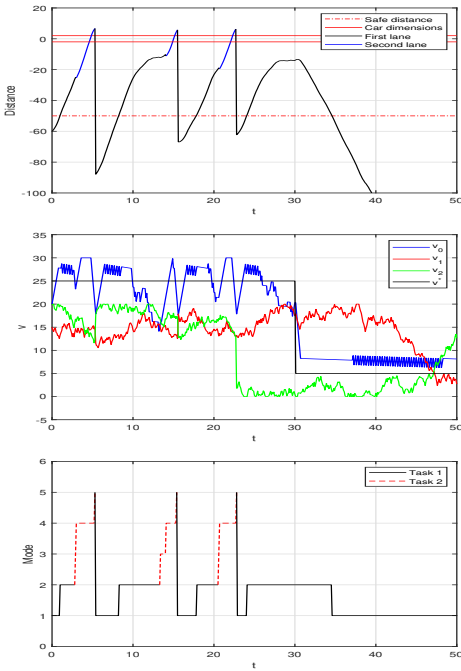 20
0
-20
-40
-60
-80
-100
Distance
Safe distance
Car dimensions
First lane
Second lane
0 10 20 30 40 50
t
35
30
25
20
15
10
5
0
-5
v
v0
v1
v2
v*
0 10 20 30 40 50
t
6
5
4
3
2
1
0
Mode
Task 1
Task 2
0 10 20 30 40 50
t